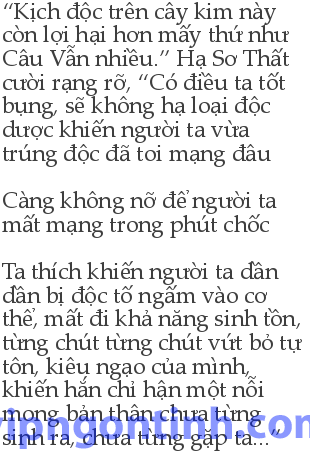 “Kịch độc trên cây kim này
còn lợi hại hơn mấy thứ như
Câu Vẫn nhiều.” Hạ Sơ Thất
cười rạng rỡ, “Có điều ta tốt
bụng, sẽ không hạ loại độc
dược khiến người ta vừa
trúng độc đã toi mạng đâu
Càng không nỡ để người ta
mất mạng trong phút chốc
Ta thích khiến người ta dần
dần bị độc tố ngấm vào cơ
thể, mất đi khả năng sinh tồn,
từng chút từng chút vứt bỏ tự
tôn, kiêu ngạo của mình,
khiến hắn chỉ hận một nỗi
mong bản thân chưa từng
sinh ra, chưa từng gặp ta...”
vipngontinh.com